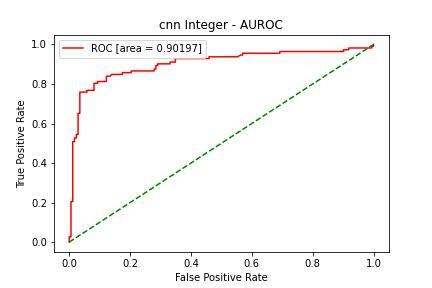 cnn Integer - AUROC
ROC [area = 0.90197]
True Positive Rate
1.0
0.8
0.6
0.4
0.2
0.0
0.0 0.2 0.4 0.6 0.8 1.0
False Positive Rate